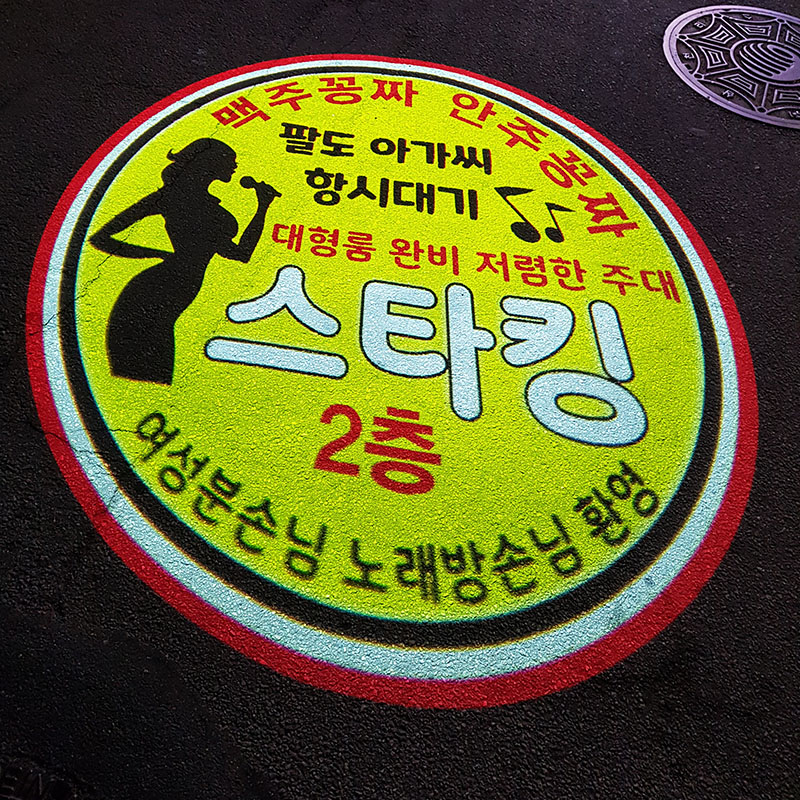 맥주꽁짜 안주꽁짜
팔도 아가씨
항시대기
대형룸 완비 저렴한 주대
스타킹
2층
여성분손님 노래방손님 환영